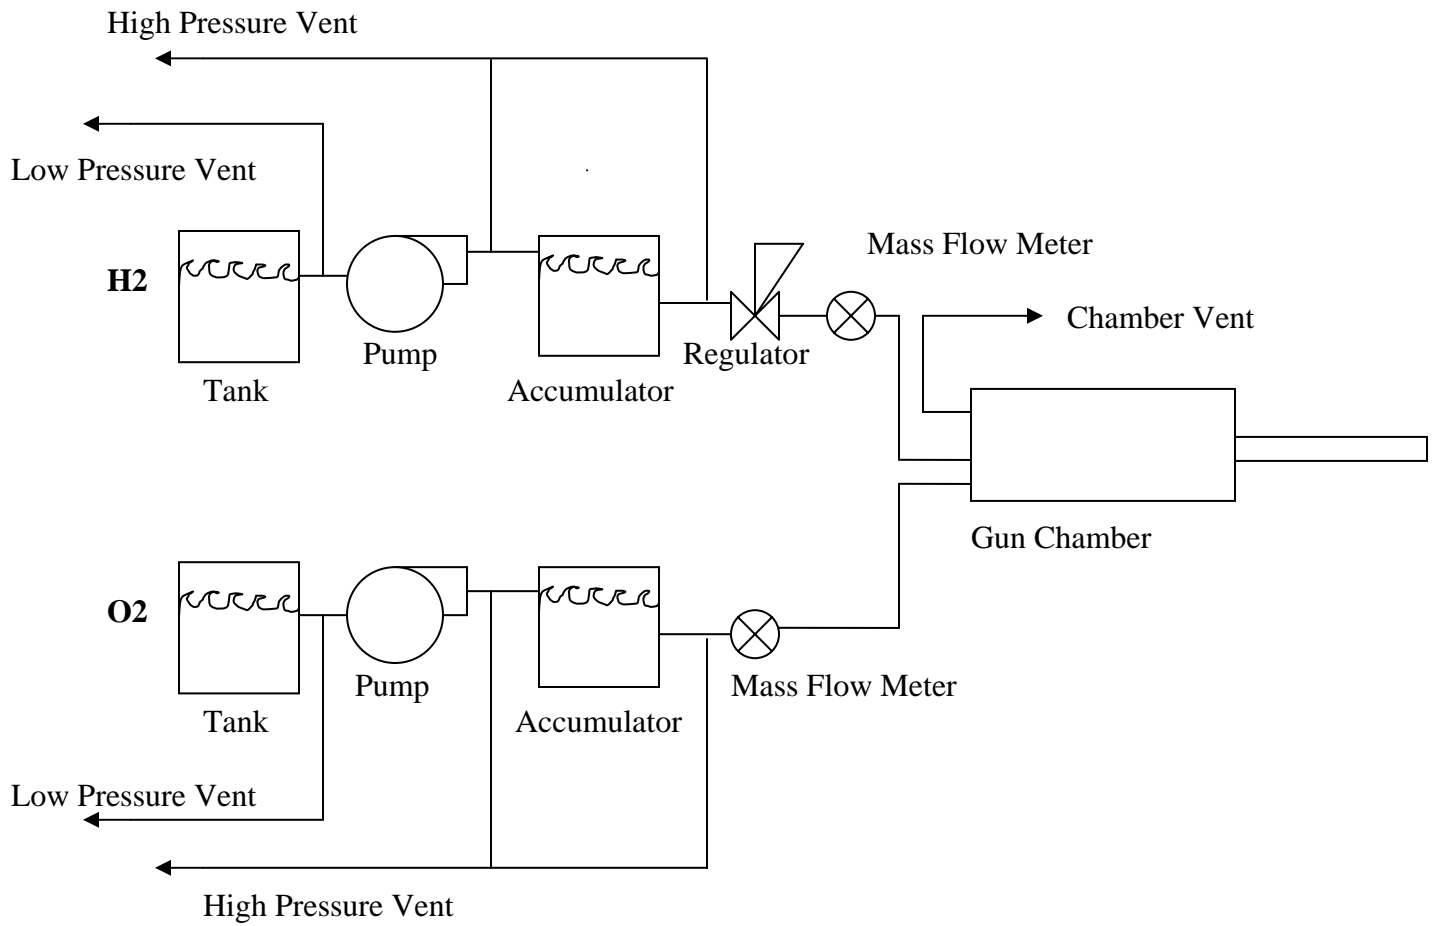 High Pressure Vent
Low Pressure Vent
Mass Flow Meter
H2
Chamber Vent
Pump
Regulator
Tank
Accumulator
Gun Chamber
O2
Pump
Mass Flow Meter
Tank
Accumulator
Low Pressure Vent
High Pressure Vent